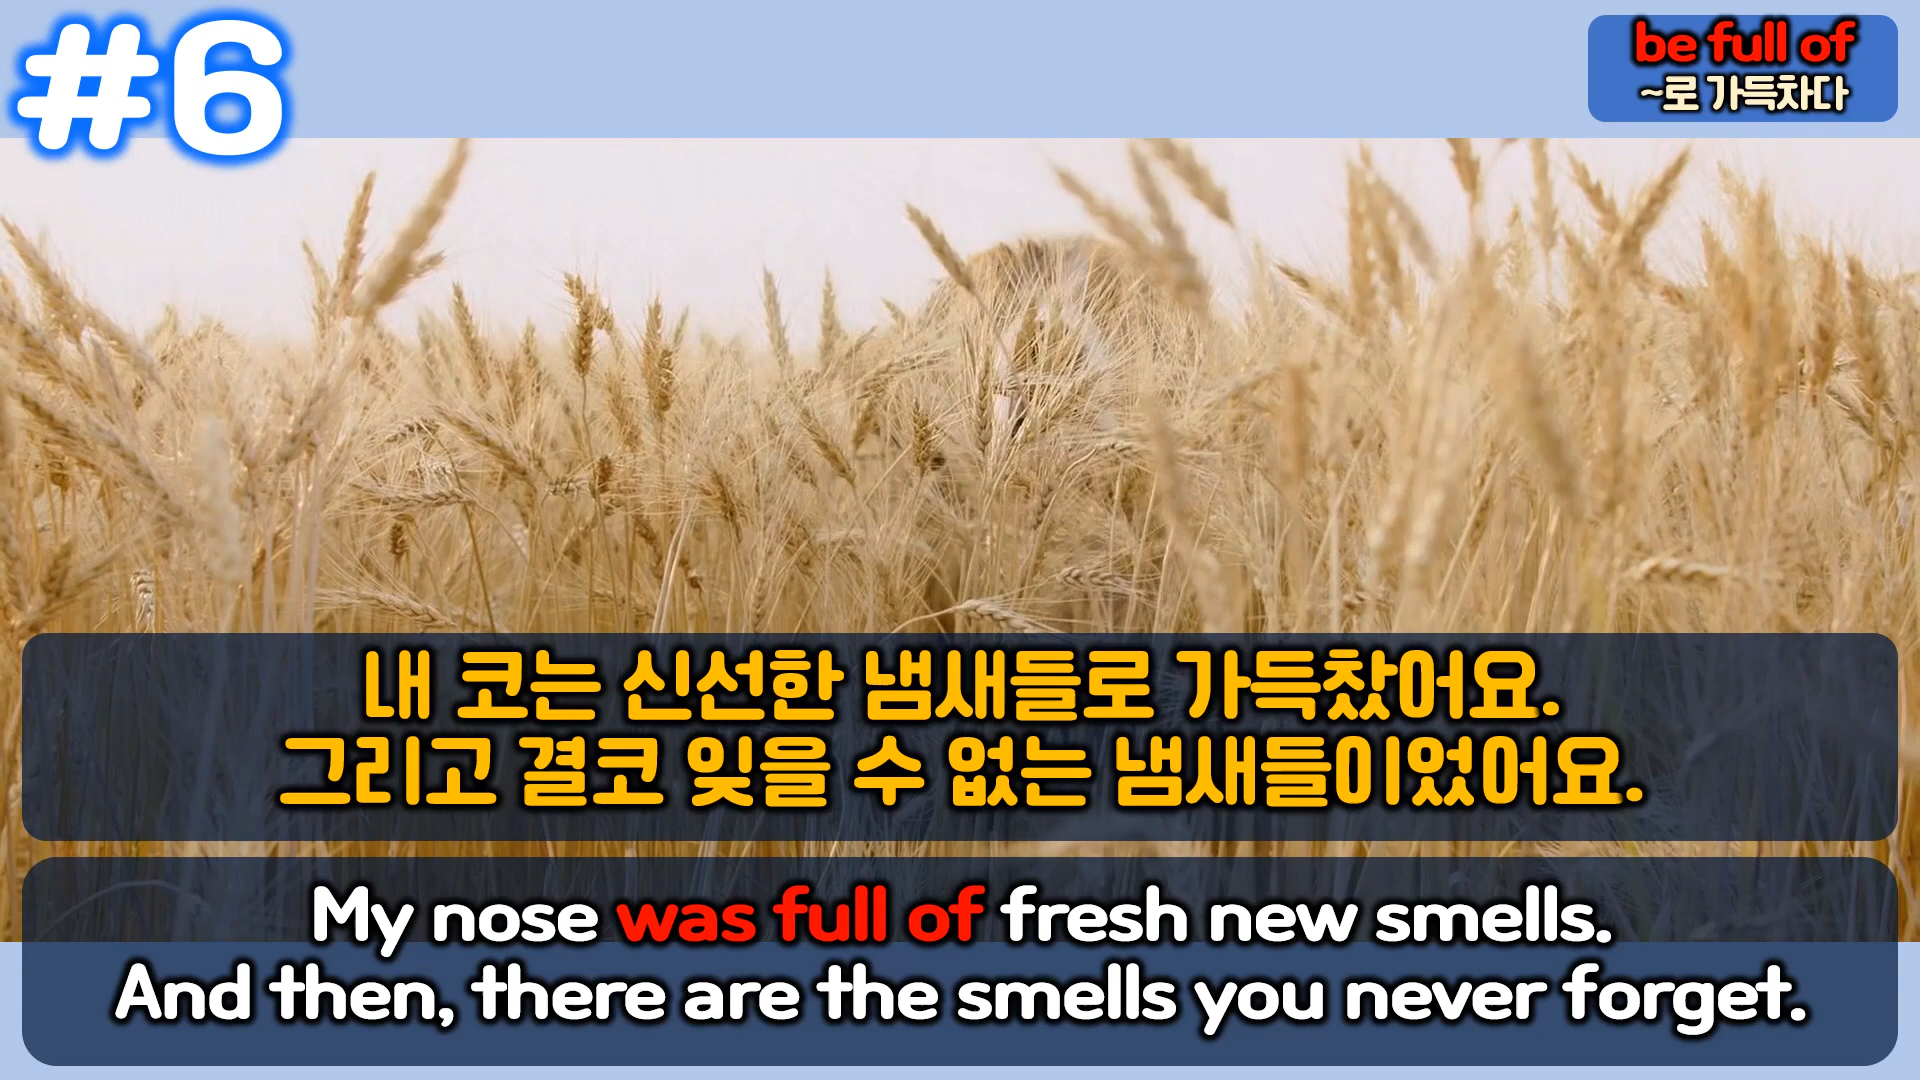 #6
be full of
~로 가득차다
내 코는 신선한 냄새들로 가득찼어요.
그리고 결코 잊을 수 없는 냄새들이었어요.
My nose was full of fresh new smells.
And then, there are the smells you never forget.